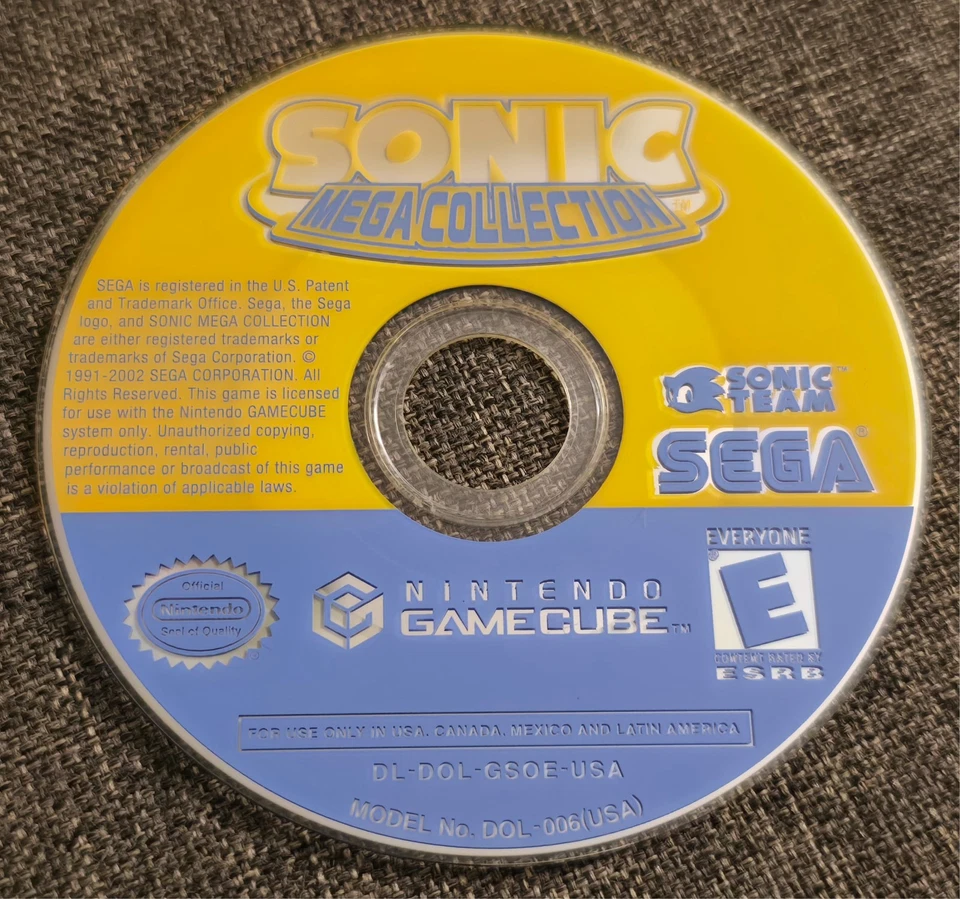 SONIC
MEGA COLLECTION
TM
SEGA is registered in the U.S. Patent
and Trademark Office. Sega, the Sega
logo, and SONIC MEGA COLLECTION
are either registered trademarks or
trademarks of Sega Corporation. ©
1991-2002 SEGA CORPORATION. All
Rights Reserved. This game is licensed
for use with the Nintendo GAMECUBE
system only. Unauthorized copying,
reproduction, rental, public
performance or broadcast of this game
is a violation of applicable laws.
SONIC™
TEAM
SEGA®
Official
Nintendo
Seal of Quality
®
NINTENDO
GAMECUBE™
EVERYONE
®
E
CONTENT RATED BY
ESRB
FOR USE ONLY IN USA, CANADA, MEXICO AND LATIN AMERICA
DL-DOL-GSOE-USA
MODEL No. DOL-006(USA)